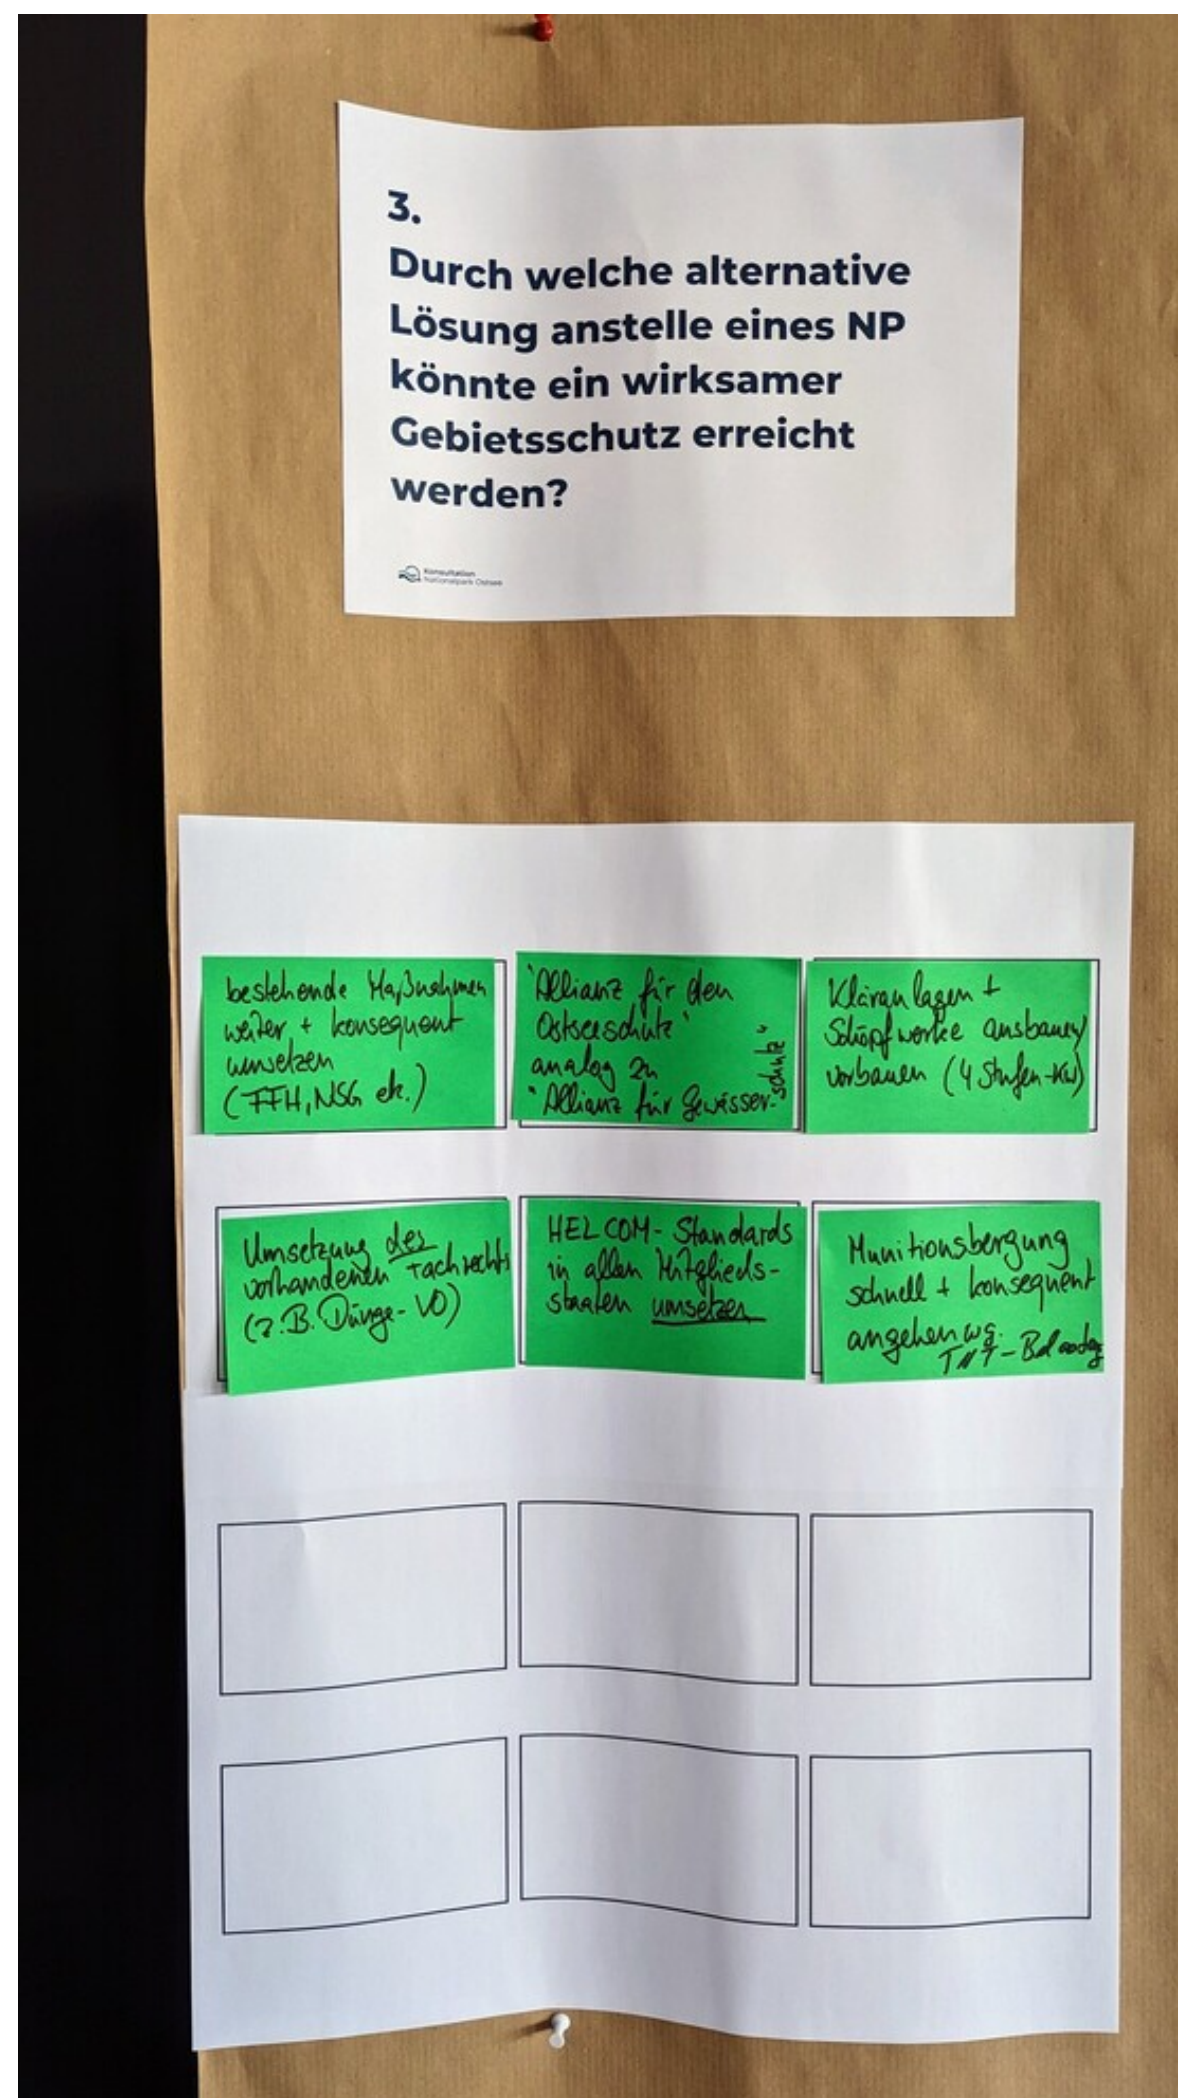 3.
Durch welche alternative
Lösung anstelle eines NP
könnte ein wirksamer
Gebietsschutz erreicht
werden?
Konsultation
Nationalpark Ostsee
bestehende Maßnahmen
weiter + konsequent
umsetzen
(FFH, NSG etc.)
"Allianz für den
Ostseeschutz"
analog zu
"Allianz für Gewässer-
schutz"
Kläranlagen +
Schöpfwerke ausbauen/
vorbauen (4 Stufen-KW)
Umsetzung des
vorhandenen Fachrechts
(z.B. Dünge-VO)
HELCOM-Standards
in allen Mitglieds-
staaten umsetzen
Munitionsbergung
schnell + konsequent
angehen wg.
TNT-